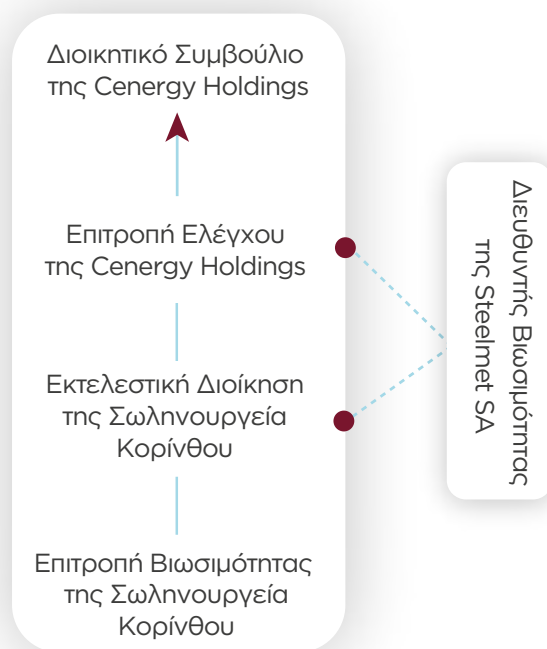 Διοικητικό Συμβούλιο
της Cenergy Holdings
Επιτροπή Ελέγχου
της Cenergy Holdings
Εκτελεστική Διοίκηση
της Σωληνουργεία
Κορίνθου
Επιτροπή Βιωσιμότητας
της Σωληνουργεία
Κορίνθου
Διευθυντής Βιωσιμότητας
της Steelmet SA